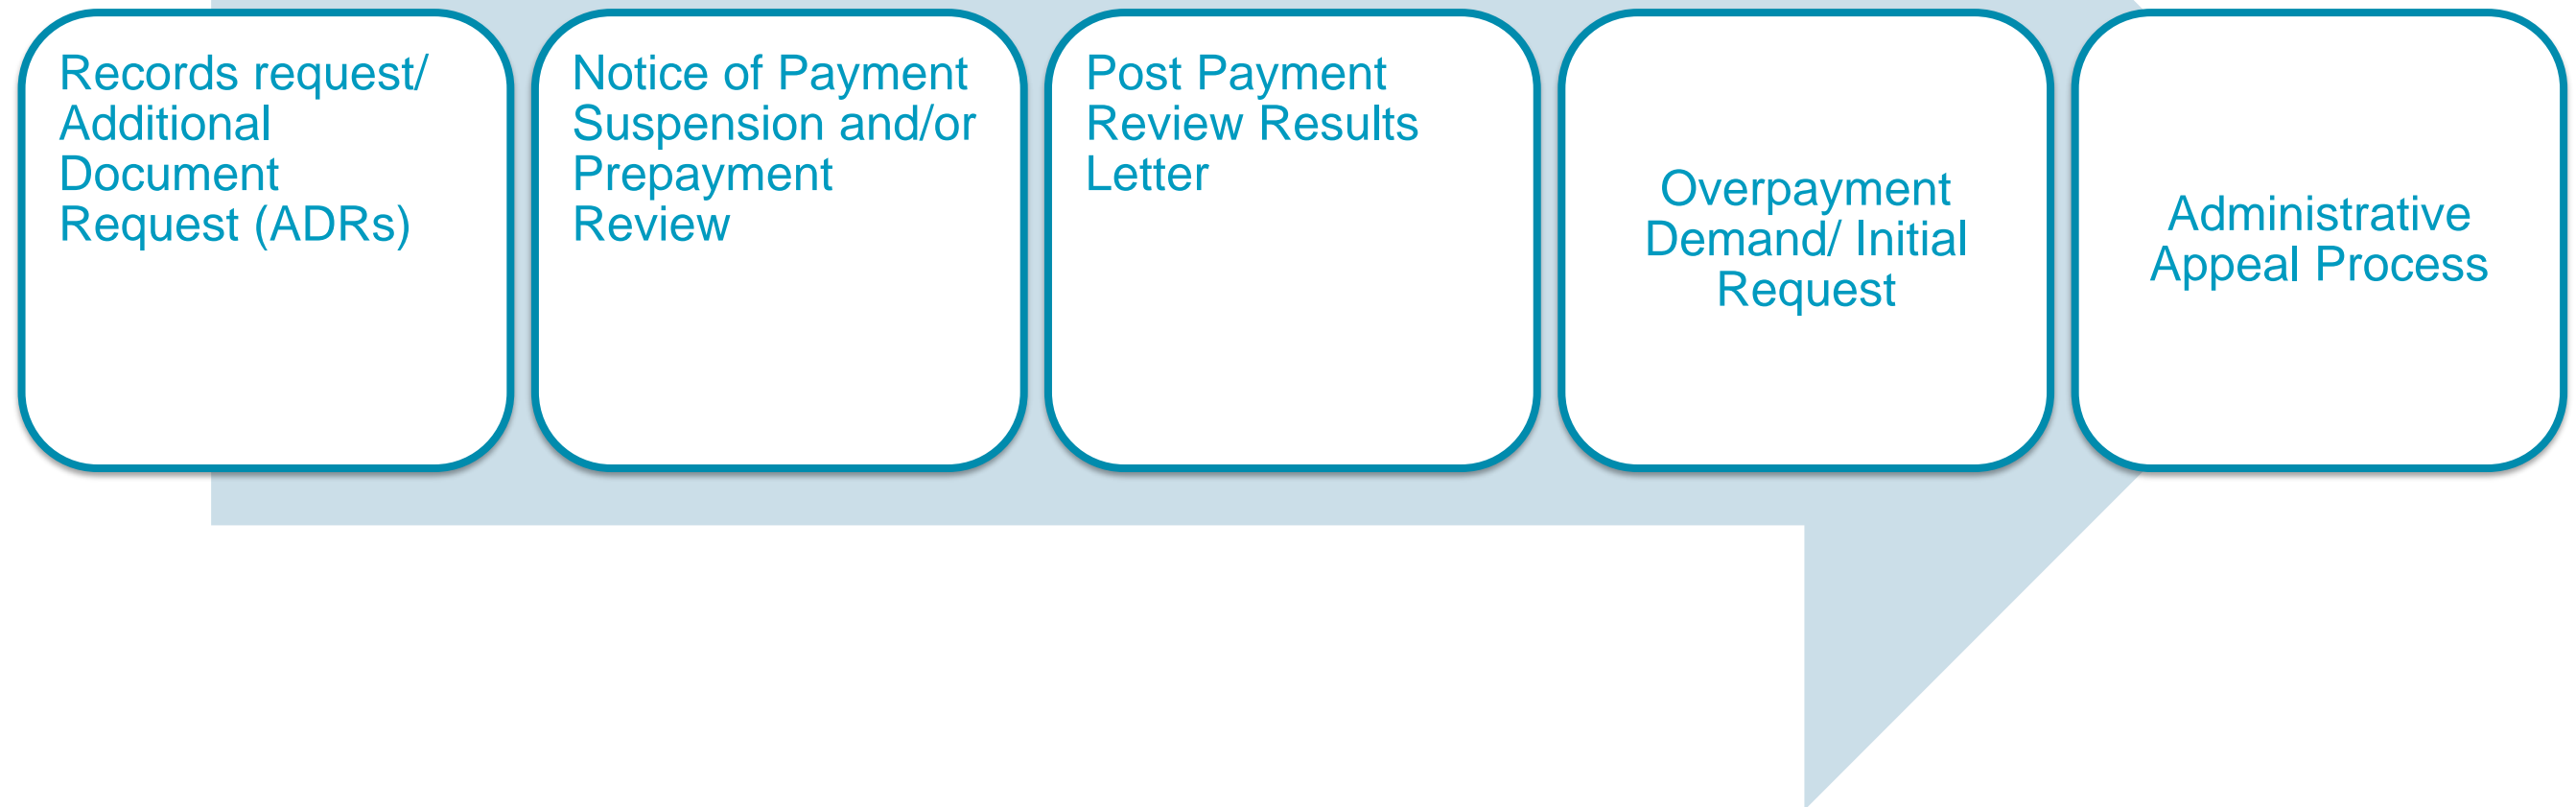 Records request/
Additional
Document
Request (ADRs)
Notice of Payment
Suspension and/or
Prepayment
Review
Post Payment
Review Results
Letter
Overpayment
Demand/ Initial
Request
Administrative
Appeal Process